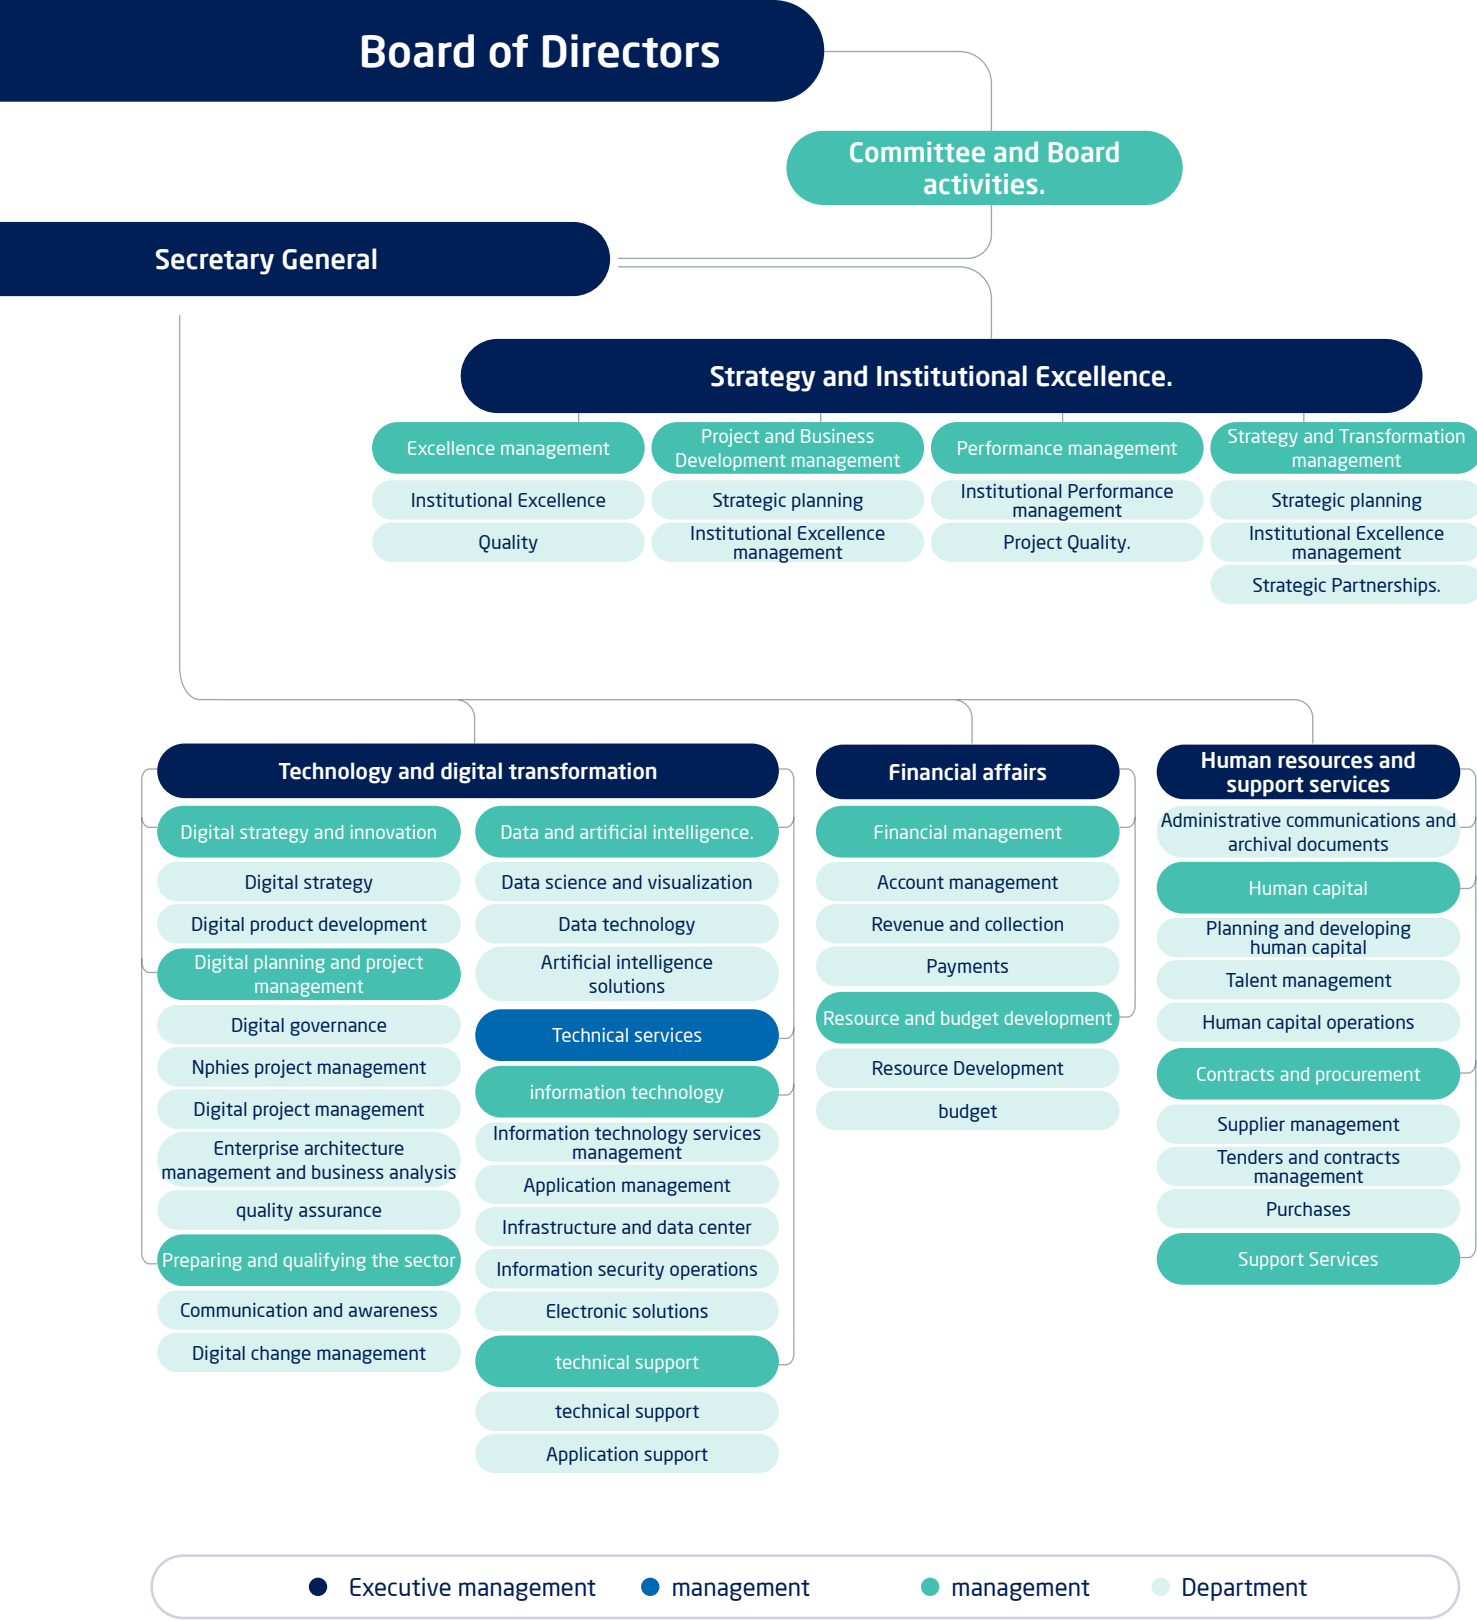 Board of Directors
Committee and Board
activities.
Secretary General
Strategy and Institutional Excellence.
Excellence management
Institutional Excellence
Quality
Project and Business
Development management
Strategic planning
Institutional Excellence
management
Performance management
Institutional Performance
management
Project Quality.
Strategy and Transformation
management
Strategic planning
Institutional Excellence
management
Strategic Partnerships.
Technology and digital transformation
Digital strategy and innovation
Digital strategy
Digital product development
Digital planning and project
management
Digital governance
Nphies project management
Digital project management
Enterprise architecture
management and business analysis
quality assurance
Preparing and qualifying the sector
Communication and awareness
Digital change management
Data and artificial intelligence.
Data science and visualization
Data technology
Artificial intelligence
solutions
Technical services
information technology
Information technology services
management
Application management
Infrastructure and data center
Information security operations
Electronic solutions
technical support
technical support
Application support
Financial affairs
Financial management
Account management
Revenue and collection
Payments
Resource and budget development
Resource Development
budget
Human resources and
support services
Administrative communications and
archival documents
Human capital
Planning and developing
human capital
Talent management
Human capital operations
Contracts and procurement
Supplier management
Tenders and contracts
management
Purchases
Support Services
Executive management
management
management
Department